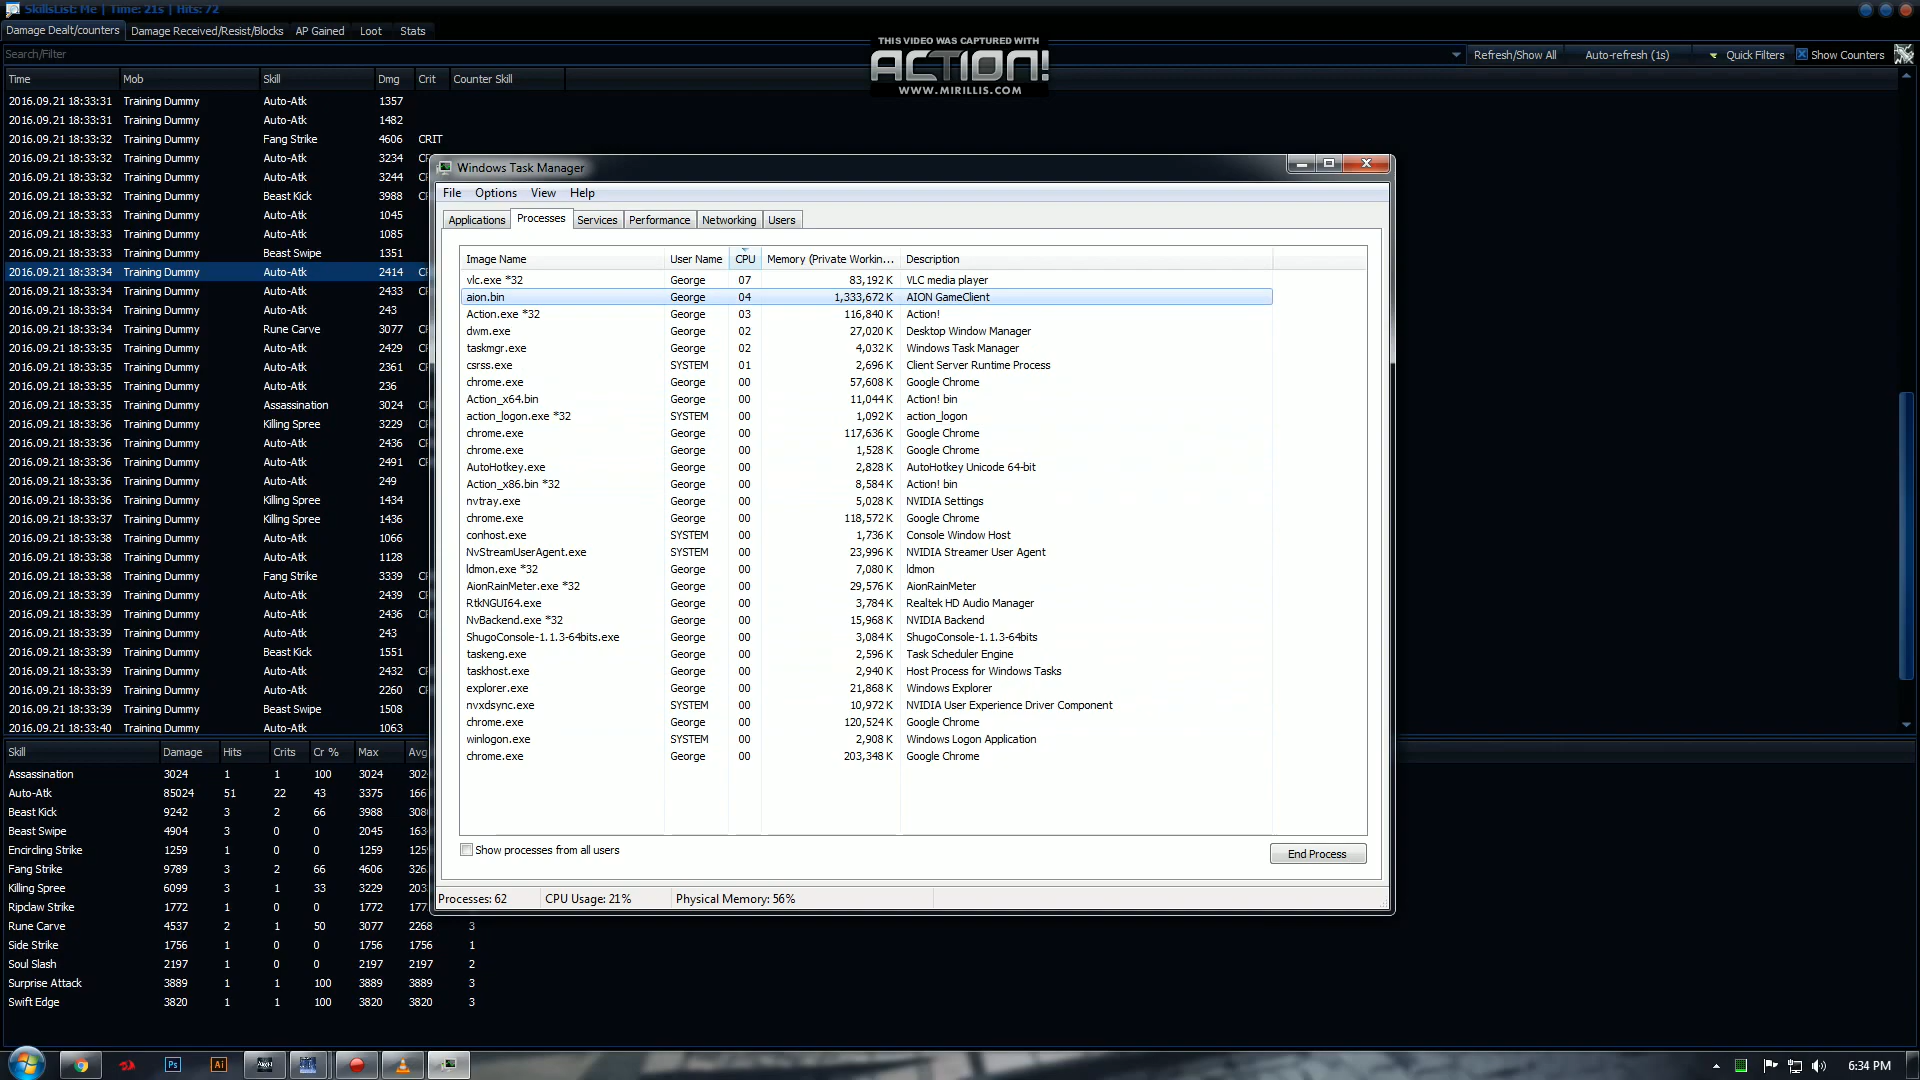 SkillsList: Me | Time: 21s | Hits: 72
Damage Dealt/counters Damage Received/Resist/Blocks AP Gained Loot Stats
THIS VIDEO WAS CAPTURED WITH
ACTION!
WWW.MIRILLIS.COM
Search/Filter Refresh/Show All Auto-refresh (1s) Quick Filters Show Counters
Time Mob Skill Dmg Crit Counter Skill
2016.09.21 18:33:31 Training Dummy Auto-Atk 1357
2016.09.21 18:33:31 Training Dummy Auto-Atk 1482
2016.09.21 18:33:32 Training Dummy Fang Strike 4606 CRIT
2016.09.21 18:33:32 Training Dummy Auto-Atk 3234
2016.09.21 18:33:32 Training Dummy Auto-Atk 3244
2016.09.21 18:33:32 Training Dummy Beast Kick 3988
2016.09.21 18:33:33 Training Dummy Auto-Atk 1045
2016.09.21 18:33:33 Training Dummy Auto-Atk 1085
2016.09.21 18:33:33 Training Dummy Beast Swipe 1351
2016.09.21 18:33:34 Training Dummy Auto-Atk 2414
2016.09.21 18:33:34 Training Dummy Auto-Atk 2433
2016.09.21 18:33:34 Training Dummy Auto-Atk 243
2016.09.21 18:33:34 Training Dummy Rune Carve 3077
2016.09.21 18:33:35 Training Dummy Auto-Atk 2429
2016.09.21 18:33:35 Training Dummy Auto-Atk 2361
2016.09.21 18:33:35 Training Dummy Auto-Atk 236
2016.09.21 18:33:35 Training Dummy Assassination 3024
2016.09.21 18:33:36 Training Dummy Killing Spree 3229
2016.09.21 18:33:36 Training Dummy Auto-Atk 2436
2016.09.21 18:33:36 Training Dummy Auto-Atk 2491
2016.09.21 18:33:36 Training Dummy Auto-Atk 249
2016.09.21 18:33:36 Training Dummy Killing Spree 1434
2016.09.21 18:33:37 Training Dummy Killing Spree 1436
2016.09.21 18:33:38 Training Dummy Auto-Atk 1066
2016.09.21 18:33:38 Training Dummy Auto-Atk 1128
2016.09.21 18:33:38 Training Dummy Fang Strike 3339
2016.09.21 18:33:39 Training Dummy Auto-Atk 2439
2016.09.21 18:33:39 Training Dummy Auto-Atk 2436
2016.09.21 18:33:39 Training Dummy Auto-Atk 243
2016.09.21 18:33:39 Training Dummy Beast Kick 1551
2016.09.21 18:33:39 Training Dummy Auto-Atk 2432
2016.09.21 18:33:39 Training Dummy Auto-Atk 2260
2016.09.21 18:33:39 Training Dummy Beast Swipe 1508
2016.09.21 18:33:40 Training Dummy Auto-Atk 1063
Skill Damage Hits Crits Cr % Max Avg
Assassination 3024 1 1 100 3024
Auto-Atk 85024 51 22 43 3375
Beast Kick 9242 3 2 66 3988
Beast Swipe 4904 3 0 0 2045
Encircling Strike 1259 1 0 0 1259
Fang Strike 9789 3 2 66 4606
Killing Spree 6099 3 1 33 3229
Ripclaw Strike 1772 1 0 0 1772
Rune Carve 4537 2 1 50 3077 2268 3
Side Strike 1756 1 0 0 1756 1756 1
Soul Slash 2197 1 0 0 2197 2197 2
Surprise Attack 3889 1 1 100 3889 3889 3
Swift Edge 3820 1 1 100 3820 3820 3
Windows Task Manager
File Options View Help
Applications Processes Services Performance Networking Users
Image Name User Name CPU Memory (Private Workin... Description
vlc.exe *32 George 07 83,192 K VLC media player
aion.bin George 04 1,333,672 K AION GameClient
Action.exe *32 George 03 116,840 K Action!
dwm.exe George 02 27,020 K Desktop Window Manager
taskmgr.exe George 02 4,032 K Windows Task Manager
csrss.exe SYSTEM 01 2,696 K Client Server Runtime Process
chrome.exe George 00 57,608 K Google Chrome
Action_x64.bin George 00 11,044 K Action! bin
action_logon.exe *32 SYSTEM 00 1,092 K action_logon
chrome.exe George 00 117,636 K Google Chrome
chrome.exe George 00 1,528 K Google Chrome
AutoHotkey.exe George 00 2,828 K AutoHotkey Unicode 64-bit
Action_x86.bin *32 George 00 8,584 K Action! bin
nvtray.exe George 00 5,028 K NVIDIA Settings
chrome.exe George 00 118,572 K Google Chrome
conhost.exe SYSTEM 00 1,736 K Console Window Host
NvStreamUserAgent.exe SYSTEM 00 23,996 K NVIDIA Streamer User Agent
ldmon.exe *32 George 00 7,080 K ldmon
AionRainMeter.exe *32 George 00 29,576 K AionRainMeter
RtkNGUI64.exe George 00 3,784 K Realtek HD Audio Manager
NvBackend.exe *32 George 00 15,968 K NVIDIA Backend
ShugoConsole-1.1.3-64bits.exe George 00 3,084 K ShugoConsole-1.1.3-64bits
taskeng.exe George 00 2,596 K Task Scheduler Engine
taskhost.exe George 00 2,940 K Host Process for Windows Tasks
explorer.exe George 00 21,868 K Windows Explorer
nvxdsync.exe SYSTEM 00 10,972 K NVIDIA User Experience Driver Component
chrome.exe George 00 120,524 K Google Chrome
winlogon.exe SYSTEM 00 2,908 K Windows Logon Application
chrome.exe George 00 203,348 K Google Chrome
Show processes from all users End Process
Processes: 62 CPU Usage: 21% Physical Memory: 56%
Ps Ai 6:34 PM